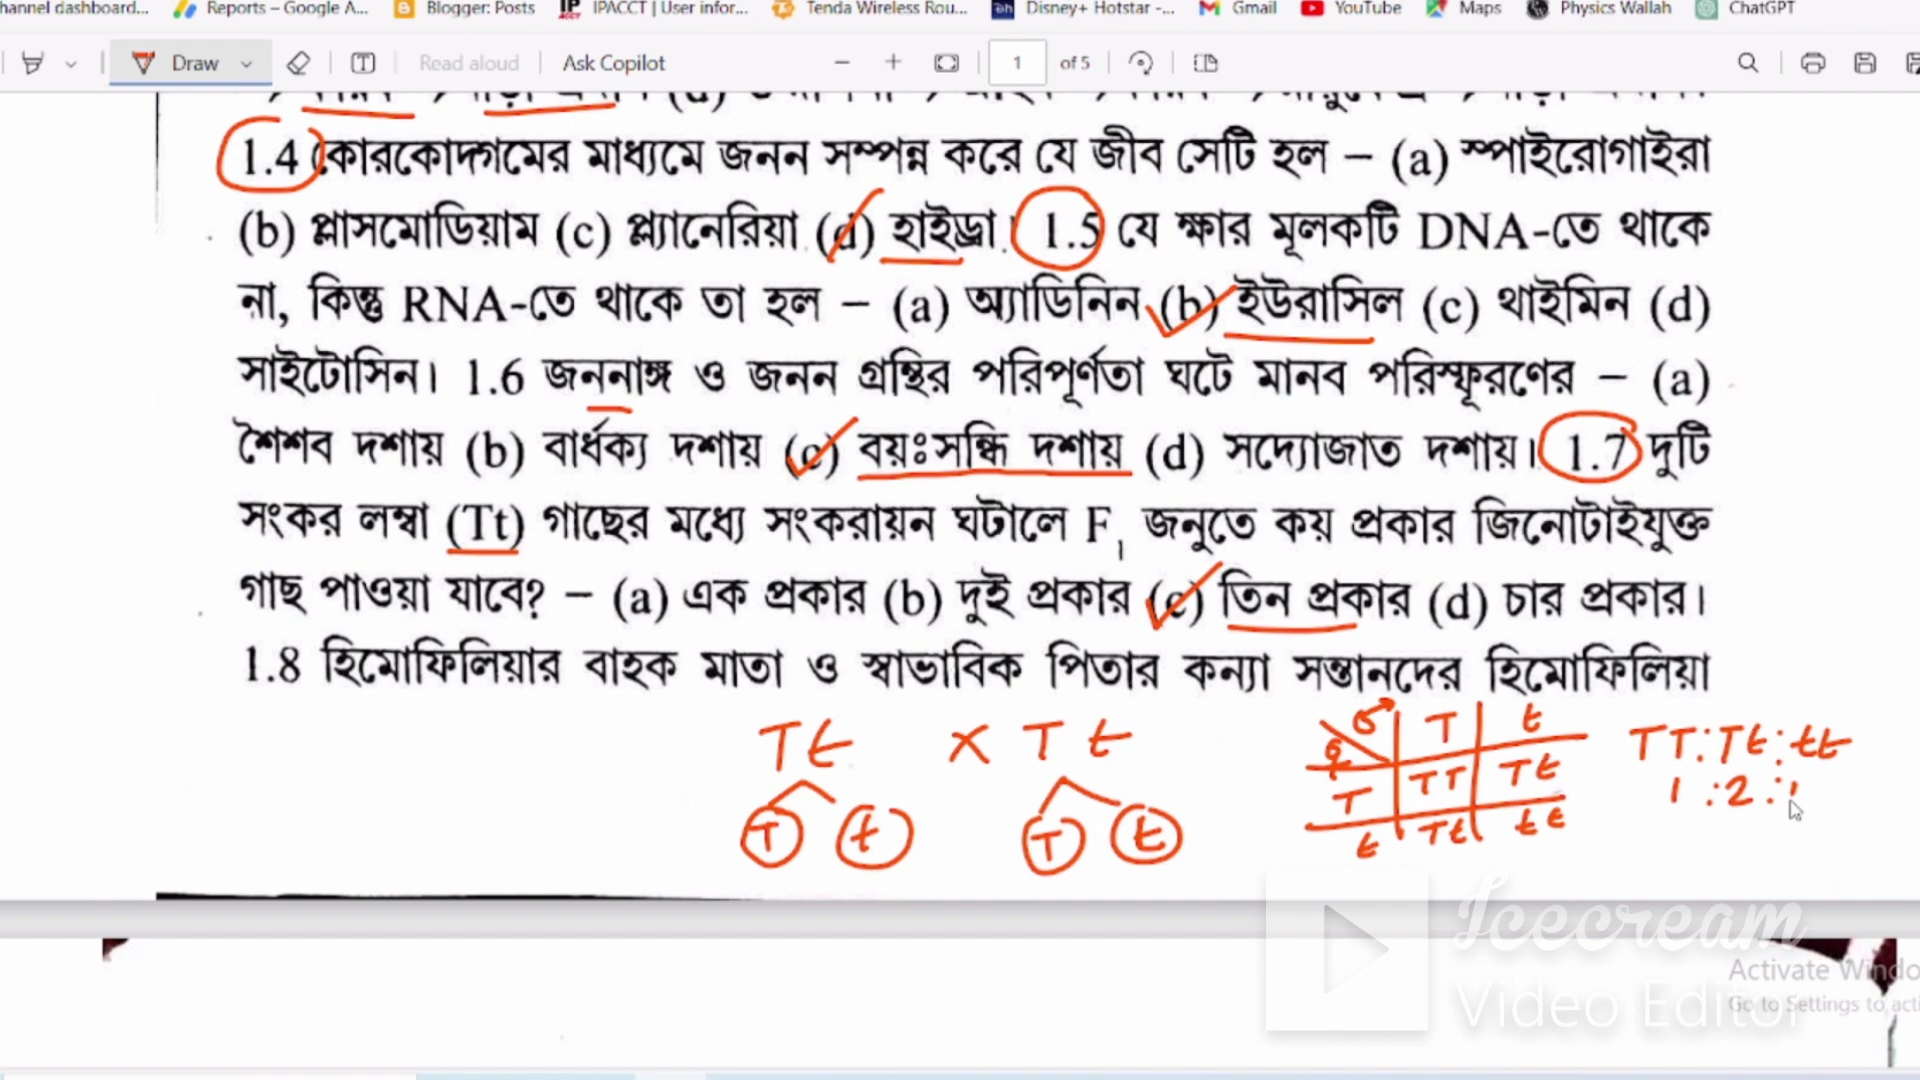 hannel dashboard... Reports – Google A... Blogger: Posts IPACCT | User infor... Tenda Wireless Rou... Disney+ Hotstar -... Gmail YouTube Maps Physics Wallah ChatGPT
Draw Read aloud Ask Copilot 1 of 5
1.4 কোরকোদ্গমের মাধ্যমে জনন সম্পন্ন করে যে জীব সেটি হল – (a) স্পাইরোগাইরা
(b) প্লাসমোডিয়াম (c) প্ল্যানেরিয়া (d) হাইড্রা। 1.5 যে ক্ষার মূলকটি DNA-তে থাকে
না, কিন্তু RNA-তে থাকে তা হল – (a) অ্যাডিনিন (b) ইউরাসিল (c) থাইমিন (d)
সাইটোসিন। 1.6 জননাঙ্গ ও জনন গ্রন্থির পরিপূর্ণতা ঘটে মানব পরিস্ফূরণের – (a)
শৈশব দশায় (b) বার্ধক্য দশায় (c) বয়ঃসন্ধি দশায় (d) সদ্যোজাত দশায়। 1.7 দুটি
সংকর লম্বা (Tt) গাছের মধ্যে সংকরায়ন ঘটালে F₁ জনুতে কয় প্রকার জিনোটাইযুক্ত
গাছ পাওয়া যাবে? – (a) এক প্রকার (b) দুই প্রকার (c) তিন প্রকার (d) চার প্রকার।
1.8 হিমোফিলিয়ার বাহক মাতা ও স্বাভাবিক পিতার কন্যা সন্তানদের হিমোফিলিয়া
Tt × Tt
T t T t
♂ T t
♀
T TT Tt
t Tt tt
TT:Tt:tt
1:2:1
Icecream
Video Editor
Activate Windo
Go to Settings to acti